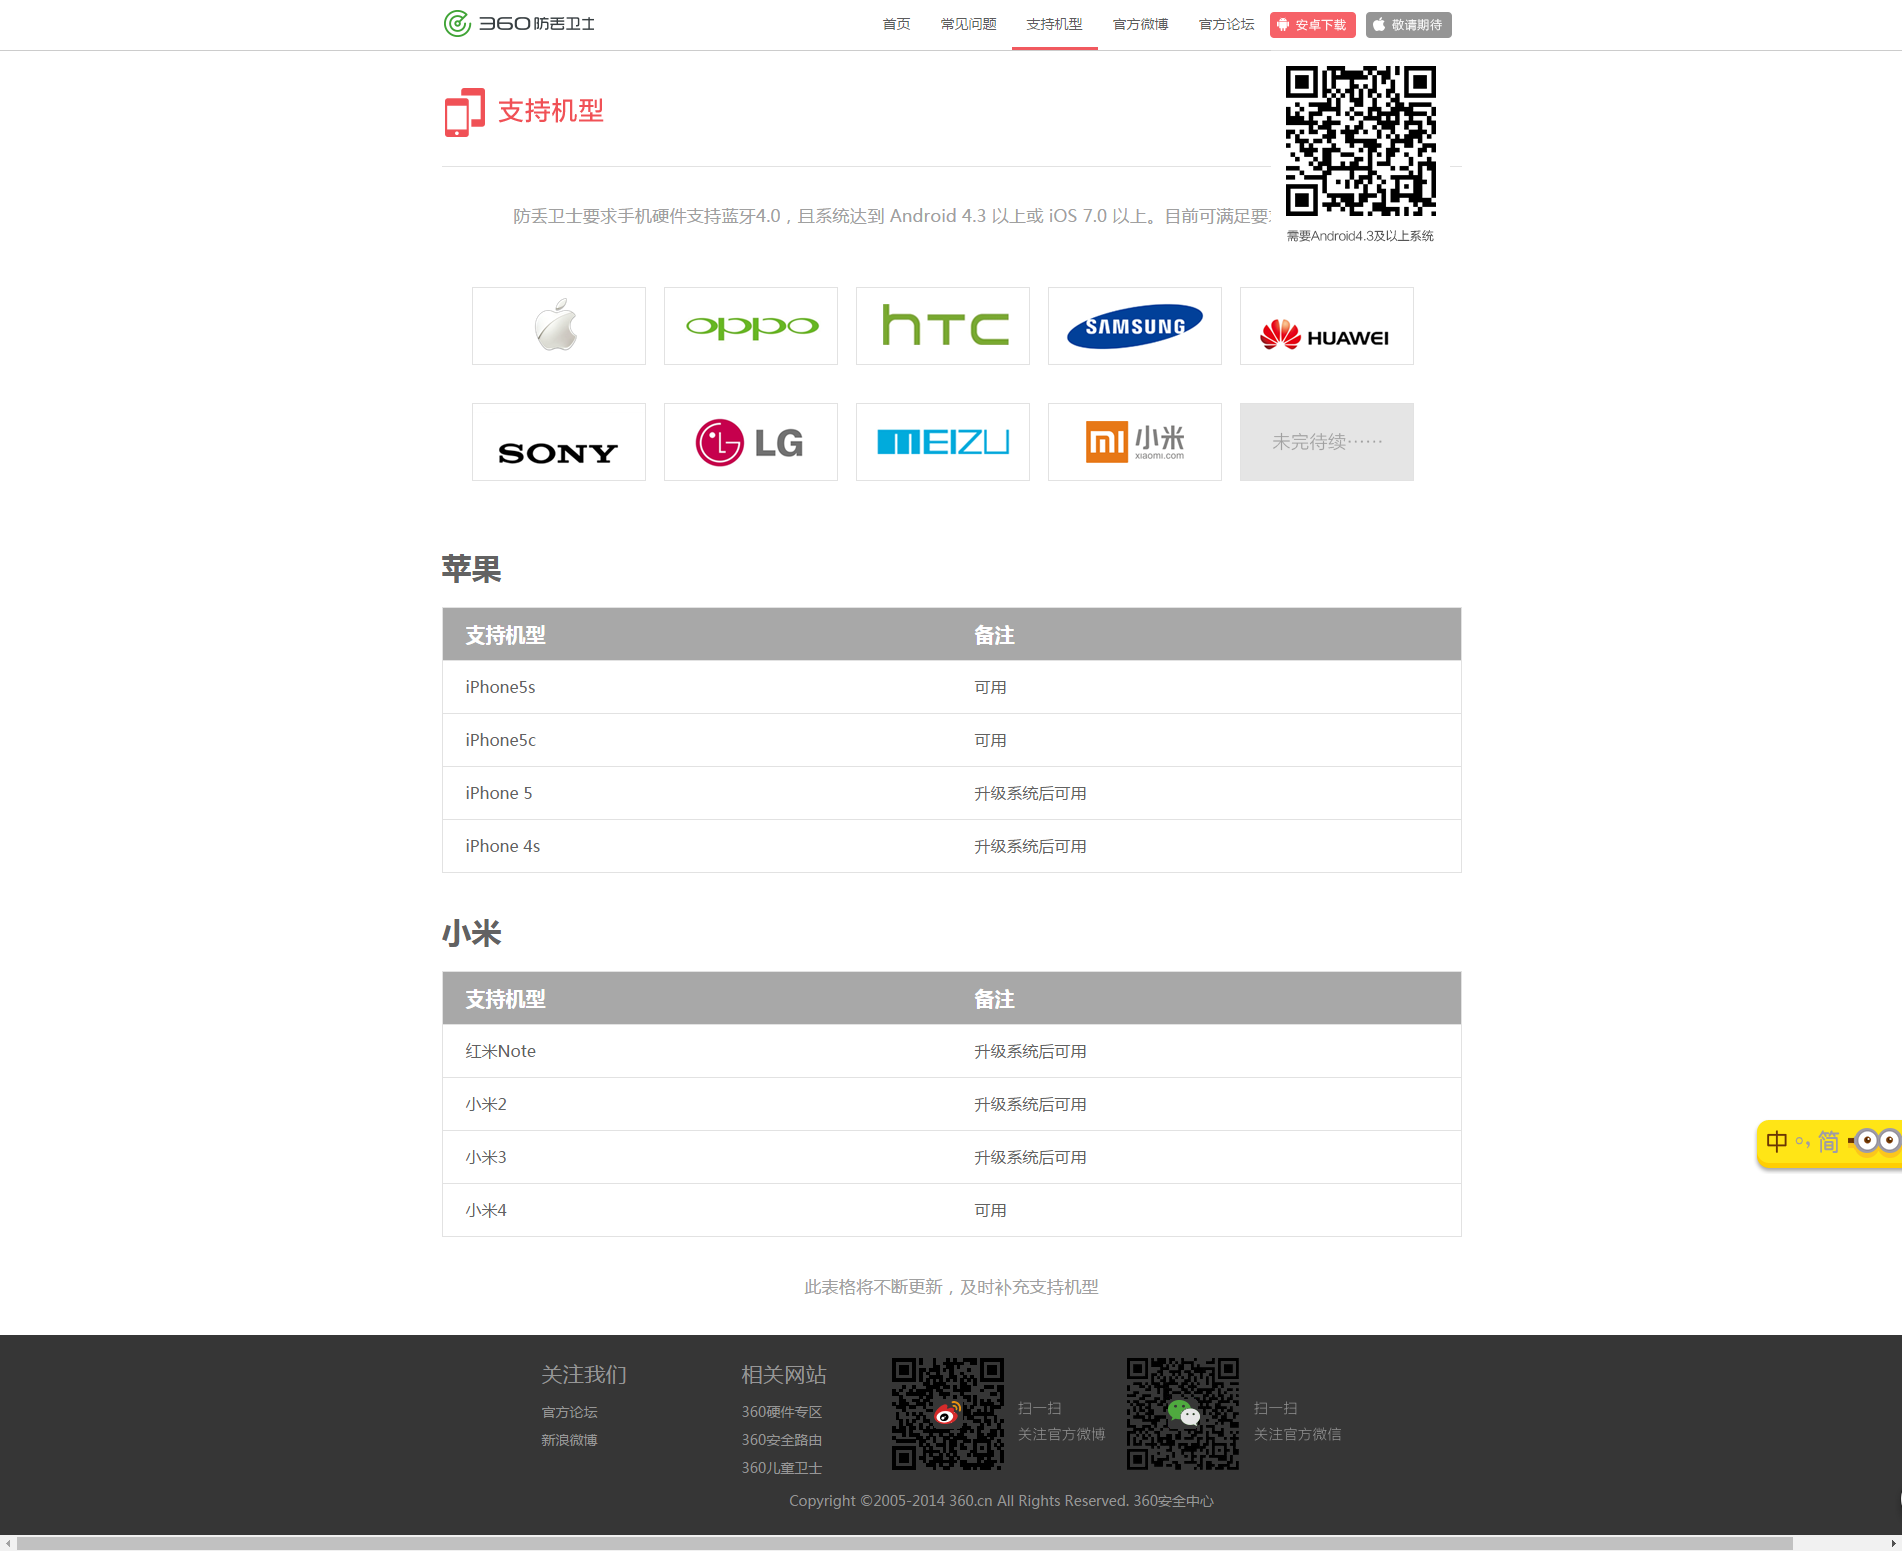 360防丢卫士
首页 常见问题 支持机型 官方微博 官方论坛 安卓下载 敬请期待
支持机型
需要Android4.3及以上系统
防丢卫士要求手机硬件支持蓝牙4.0，且系统达到 Android 4.3 以上或 iOS 7.0 以上。目前可满足要
oppo hTC SAMSUNG HUAWEI
SONY LG MEIZU 小米 xiaomi.com 未完待续……
苹果
支持机型 备注
iPhone5s 可用
iPhone5c 可用
iPhone 5 升级系统后可用
iPhone 4s 升级系统后可用
小米
支持机型 备注
红米Note 升级系统后可用
小米2 升级系统后可用
小米3 升级系统后可用
小米4 可用
中 简
此表格将不断更新，及时补充支持机型
关注我们 相关网站
官方论坛 360硬件专区 扫一扫 扫一扫
新浪微博 360安全路由 关注官方微博 关注官方微信
360儿童卫士
Copyright ©2005-2014 360.cn All Rights Reserved. 360安全中心